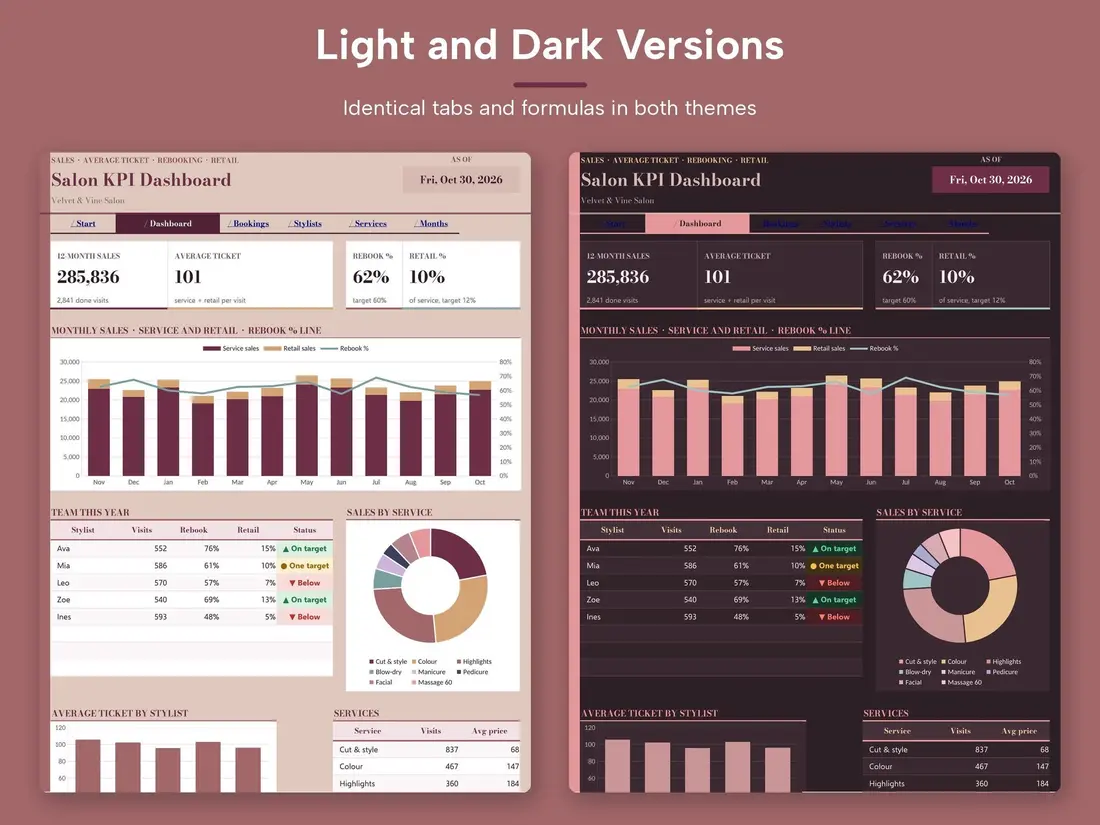 Light and Dark Versions
Identical tabs and formulas in both themes
SALES · AVERAGE TICKET · REBOOKING · RETAIL
AS OF
Salon KPI Dashboard
Fri, Oct 30, 2026
Velvet & Vine Salon
/ Start / Dashboard / Bookings / Stylists / Services / Months
12-MONTH SALES AVERAGE TICKET REBOOK % RETAIL %
285,836 101 62% 10%
2,841 done visits service + retail per visit target 60% of service, target 12%
MONTHLY SALES · SERVICE AND RETAIL · REBOOK % LINE
Service sales Retail sales Rebook %
30,000 80%
70%
25,000
60%
20,000
50%
15,000 40%
30%
10,000
20%
5,000
10%
0 0%
Nov Dec Jan Feb Mar Apr May Jun Jul Aug Sep Oct
TEAM THIS YEAR SALES BY SERVICE
Stylist Visits Rebook Retail Status
Ava 552 76% 15% ▲ On target
Mia 586 61% 10% ● One target
Leo 570 57% 7% ▼ Below
Zoe 540 69% 13% ▲ On target
Ines 593 48% 5% ▼ Below
Cut & style Colour Highlights
Blow-dry Manicure Pedicure
Facial Massage 60
AVERAGE TICKET BY STYLIST SERVICES
120
100
80
60
Service Visits Avg price
Cut & style 837 68
Colour 467 147
Highlights 360 184
SALES · AVERAGE TICKET · REBOOKING · RETAIL
AS OF
Salon KPI Dashboard
Fri, Oct 30, 2026
Velvet & Vine Salon
/ Start / Dashboard / Bookings / Stylists / Services / Months
12-MONTH SALES AVERAGE TICKET REBOOK % RETAIL %
285,836 101 62% 10%
2,841 done visits service + retail per visit target 60% of service, target 12%
MONTHLY SALES · SERVICE AND RETAIL · REBOOK % LINE
Service sales Retail sales Rebook %
30,000 80%
70%
25,000
60%
20,000
50%
15,000 40%
30%
10,000
20%
5,000
10%
0 0%
Nov Dec Jan Feb Mar Apr May Jun Jul Aug Sep Oct
TEAM THIS YEAR SALES BY SERVICE
Stylist Visits Rebook Retail Status
Ava 552 76% 15% ▲ On target
Mia 586 61% 10% ● One target
Leo 570 57% 7% ▼ Below
Zoe 540 69% 13% ▲ On target
Ines 593 48% 5% ▼ Below
Cut & style Colour Highlights
Blow-dry Manicure Pedicure
Facial Massage 60
AVERAGE TICKET BY STYLIST SERVICES
120
100
80
60
Service Visits Avg price
Cut & style 837 68
Colour 467 147
Highlights 360 184